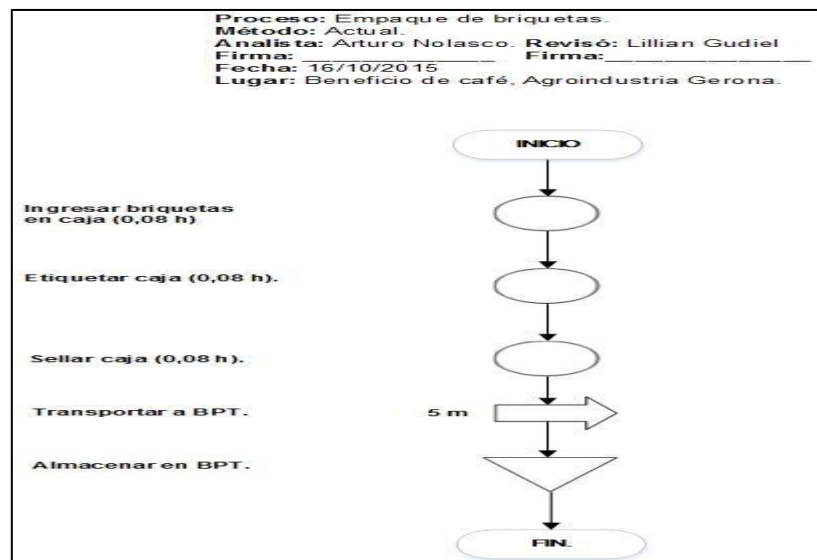 Proceso: Empaque de briquetas.
Método: Actual.
Analista: Arturo Nolasco. Revisó: Lillian Gudiel
Firma: _______________ Firma:________________
Fecha: 16/10/2015
Lugar: Beneficio de café, Agroindustria Gerona.
INICIO
Ingresar briquetas
en caja (0,08 h)
Etiquetar caja (0,08 h).
Sellar caja (0,08 h).
Transportar a BPT. 5 m
Almacenar en BPT.
FIN.